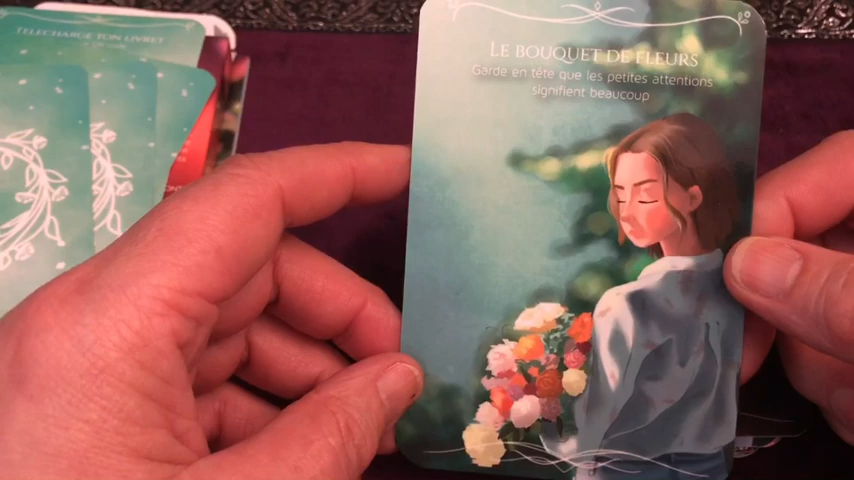 TÉLÉCHARGE TON LIVRET
LE BOUQUET DE FLEURS
Garde en tête que les petites attentions
signifient beaucoup